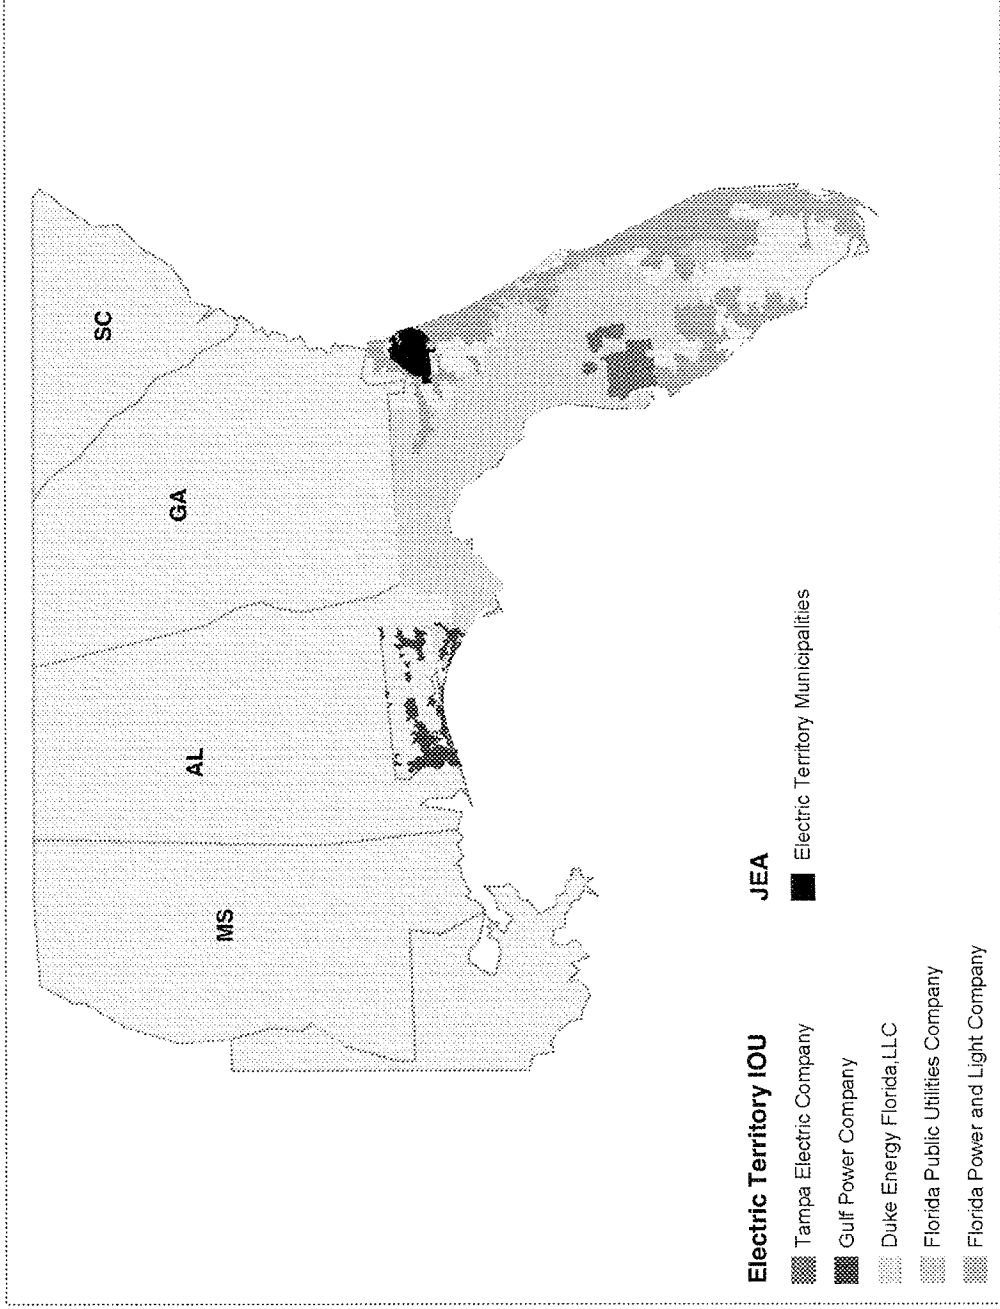 SC
GA
AL
MS
Electric Territory IOU
Tampa Electric Company
Gulf Power Company
Duke Energy Florida,LLC
Florida Public Utilities Company
Florida Power and Light Company
JEA
Electric Territory Municipalities